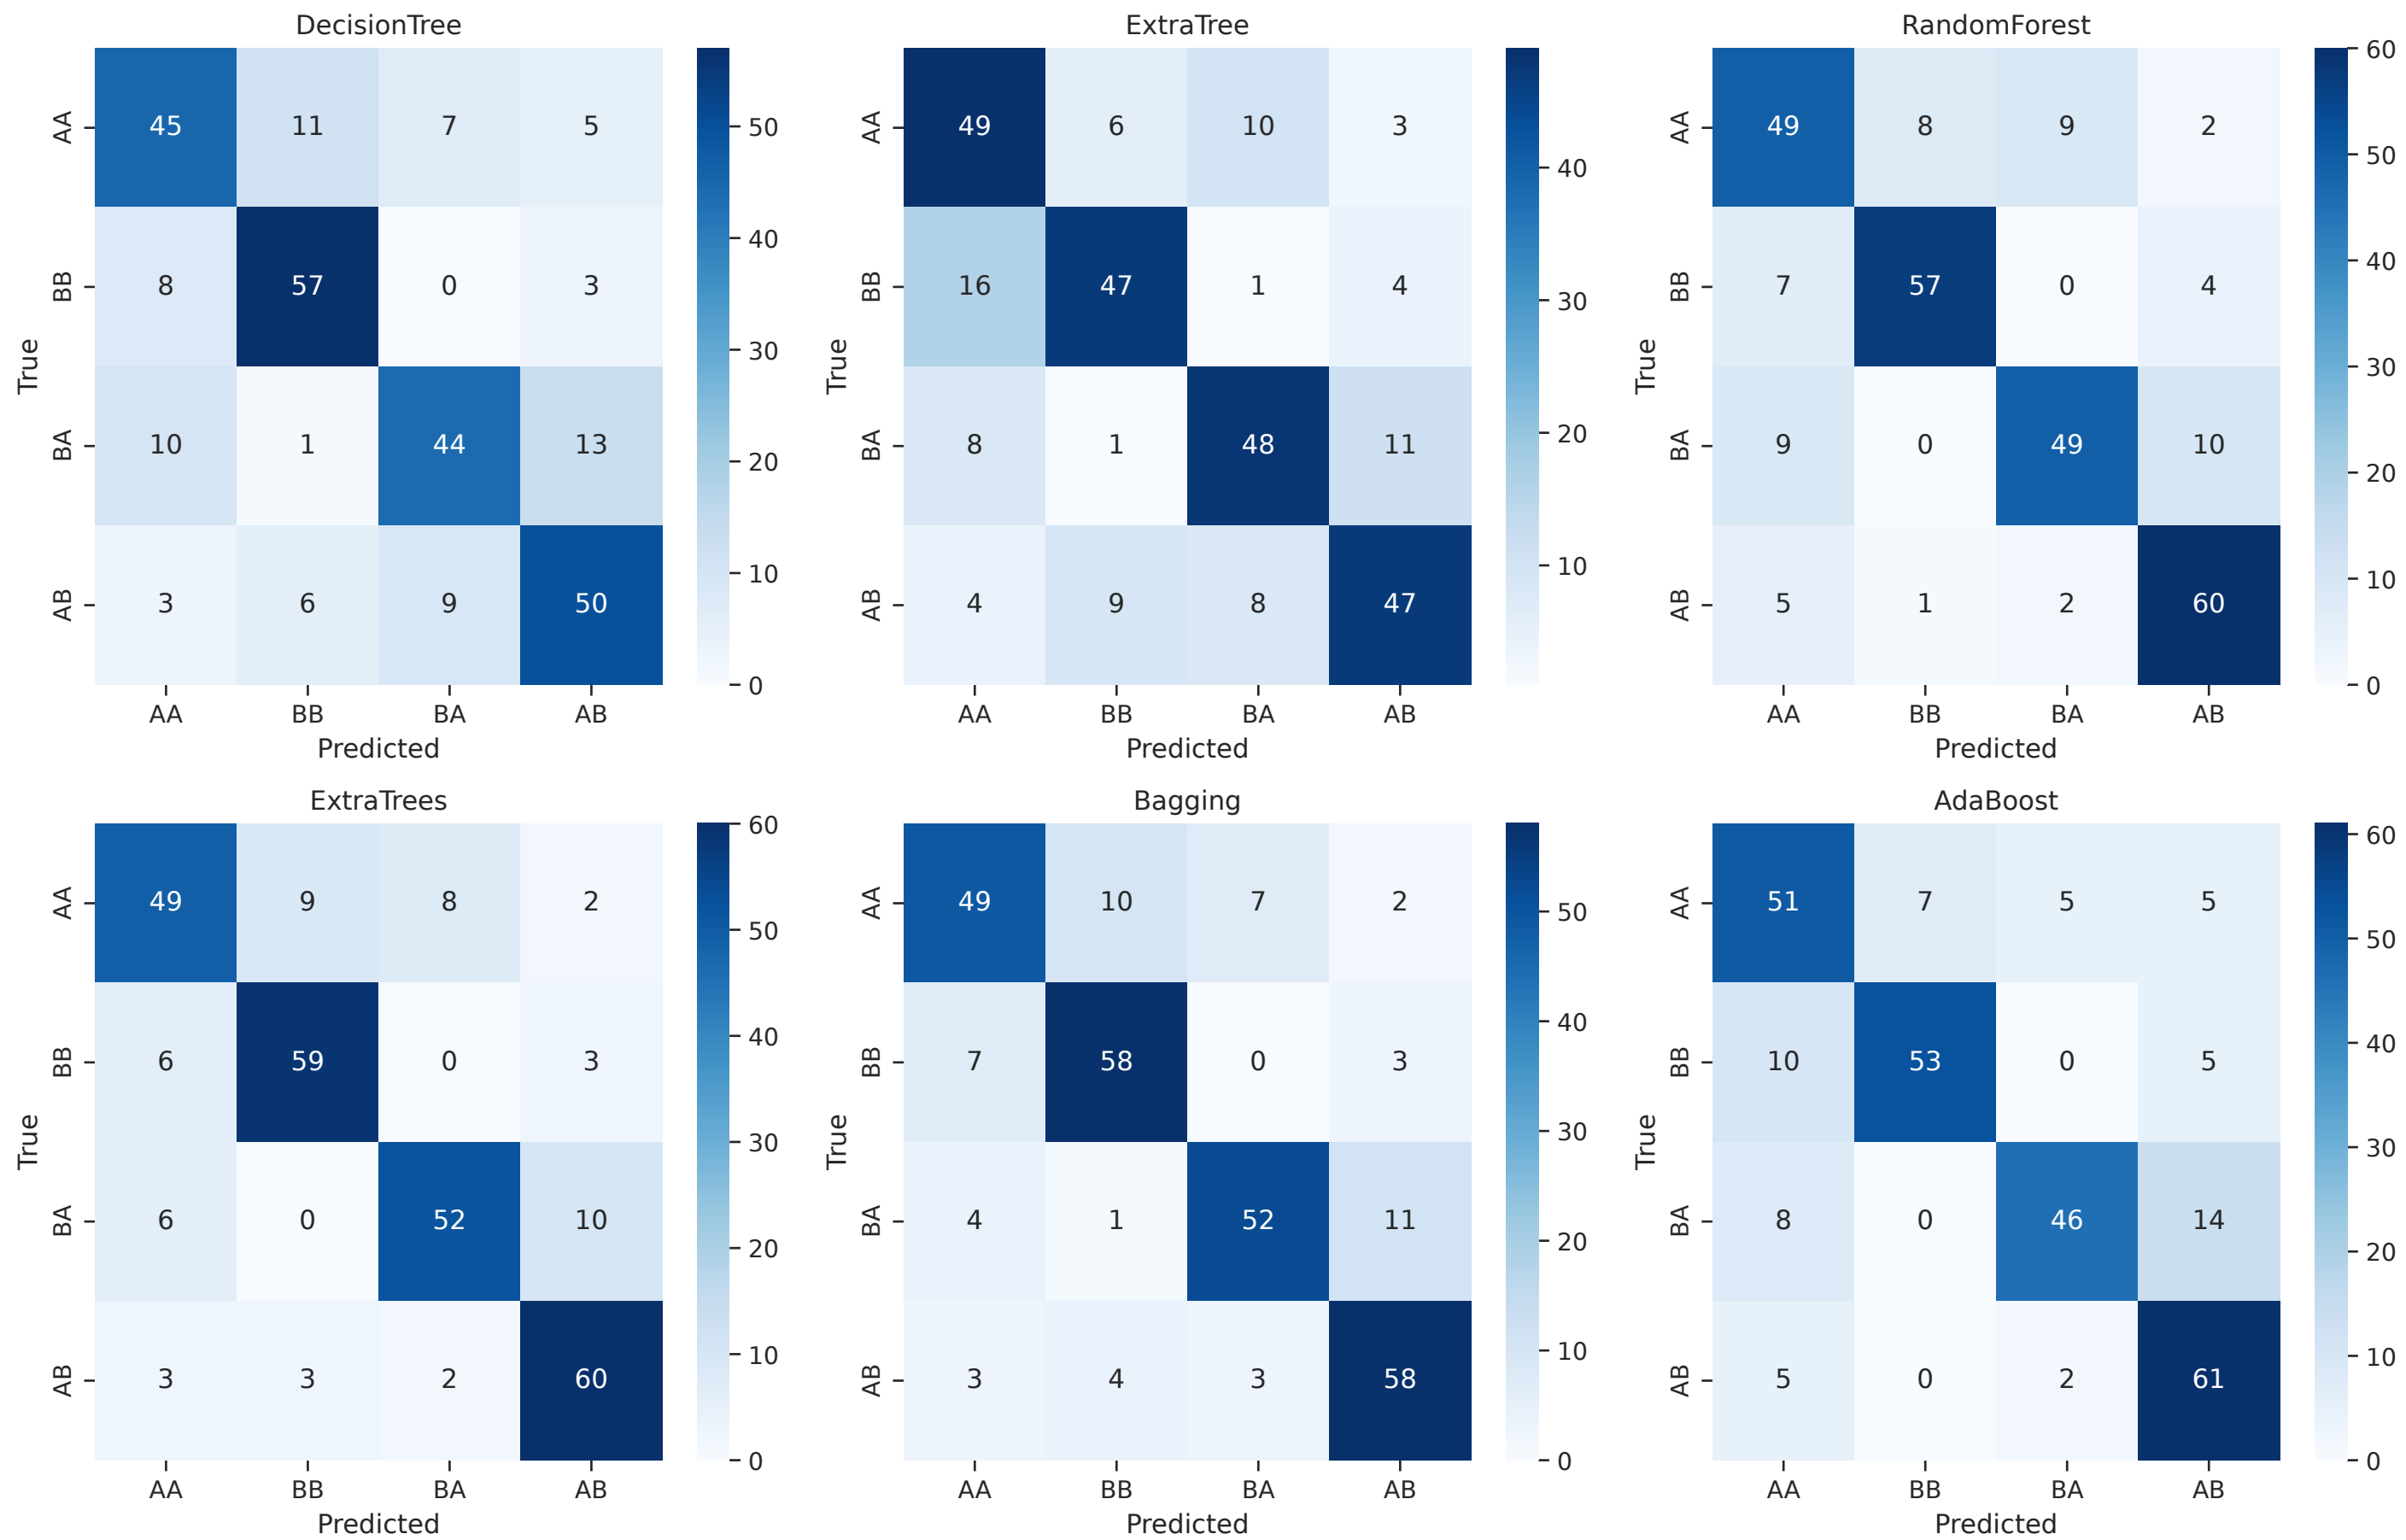 DecisionTree
AA 45 11 7 5
BB 8 57 0 3
BA 10 1 44 13
AB 3 6 9 50
AA BB BA AB
Predicted
True
50
40
30
20
10
0
ExtraTree
AA 49 6 10 3
BB 16 47 1 4
BA 8 1 48 11
AB 4 9 8 47
AA BB BA AB
Predicted
True
40
30
20
10
RandomForest
AA 49 8 9 2
BB 7 57 0 4
BA 9 0 49 10
AB 5 1 2 60
AA BB BA AB
Predicted
True
60
50
40
30
20
10
0
ExtraTrees
AA 49 9 8 2
BB 6 59 0 3
BA 6 0 52 10
AB 3 3 2 60
AA BB BA AB
Predicted
True
60
50
40
30
20
10
0
Bagging
AA 49 10 7 2
BB 7 58 0 3
BA 4 1 52 11
AB 3 4 3 58
AA BB BA AB
Predicted
True
50
40
30
20
10
0
AdaBoost
AA 51 7 5 5
BB 10 53 0 5
BA 8 0 46 14
AB 5 0 2 61
AA BB BA AB
Predicted
True
60
50
40
30
20
10
0